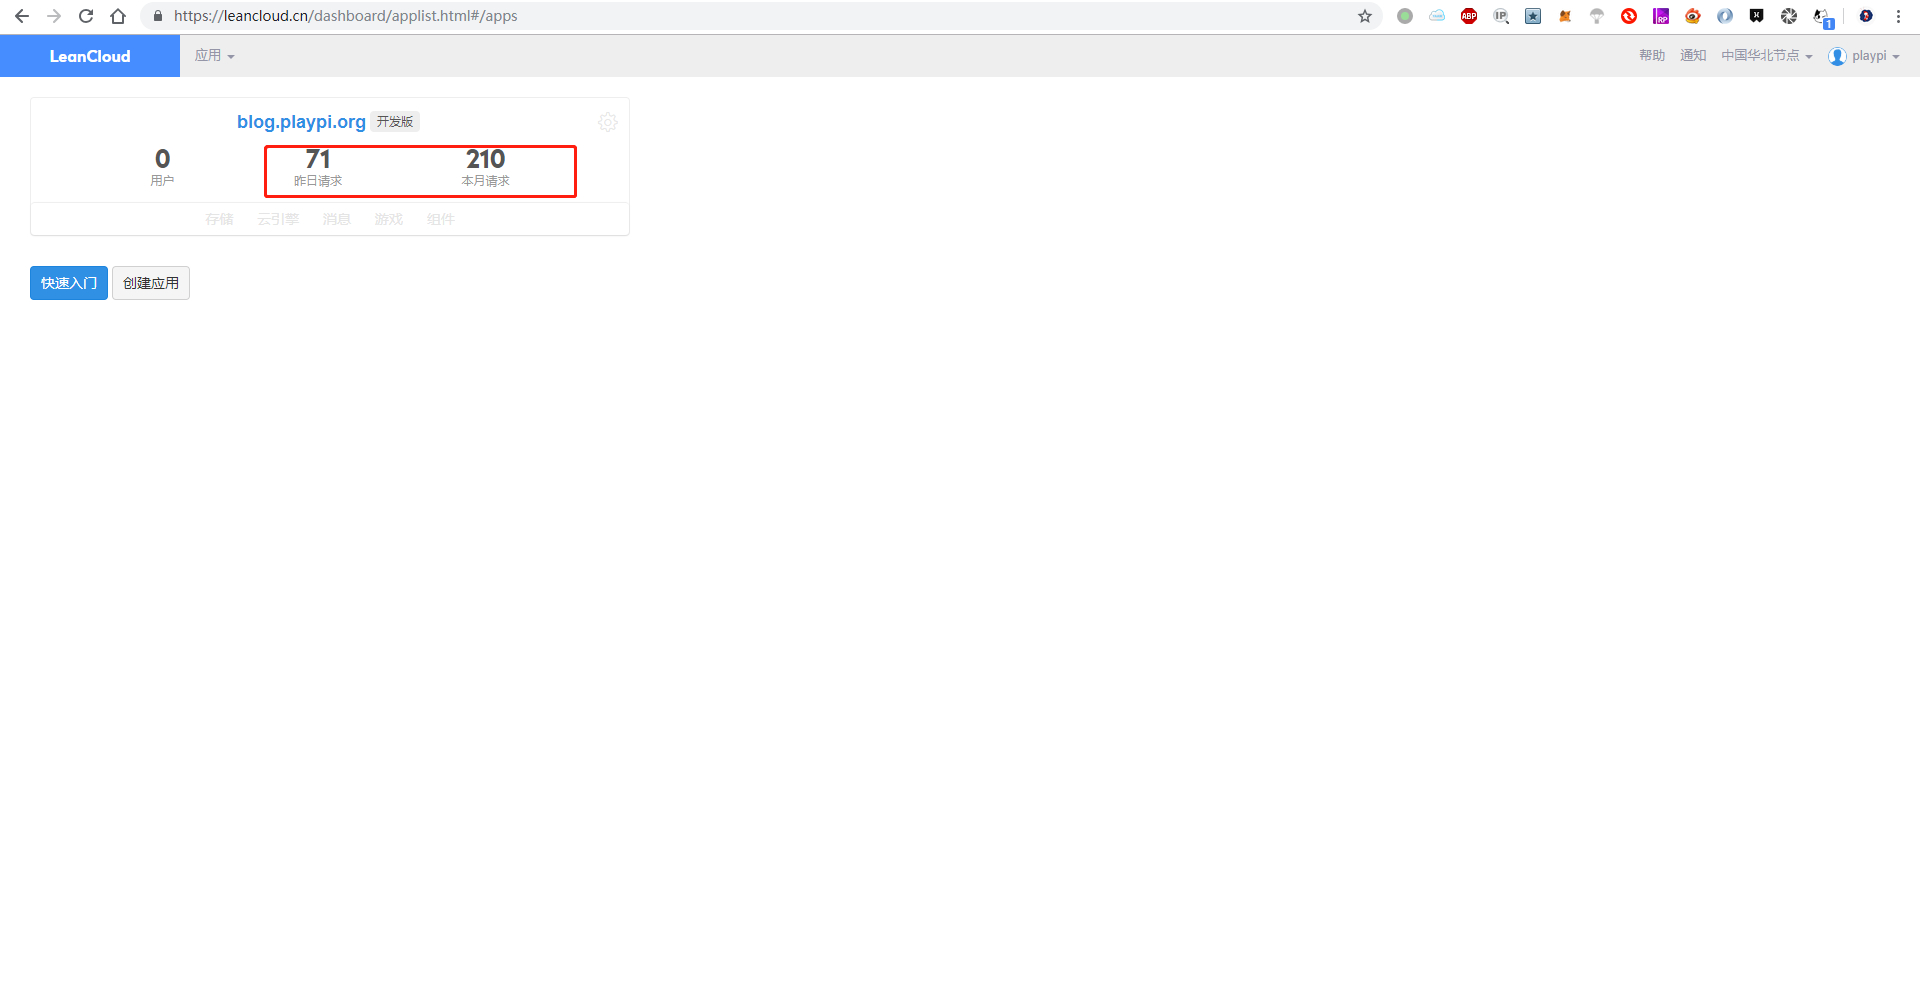 https://leancloud.cn/dashboard/applist.html#/apps
ABP
IP
RP
1
LeanCloud 应用 帮助 通知 中国华北节点 playpi
blog.playpi.org 开发版
0 71 210
用户 昨日请求 本月请求
存储 云引擎 消息 游戏 组件
快速入门 创建应用